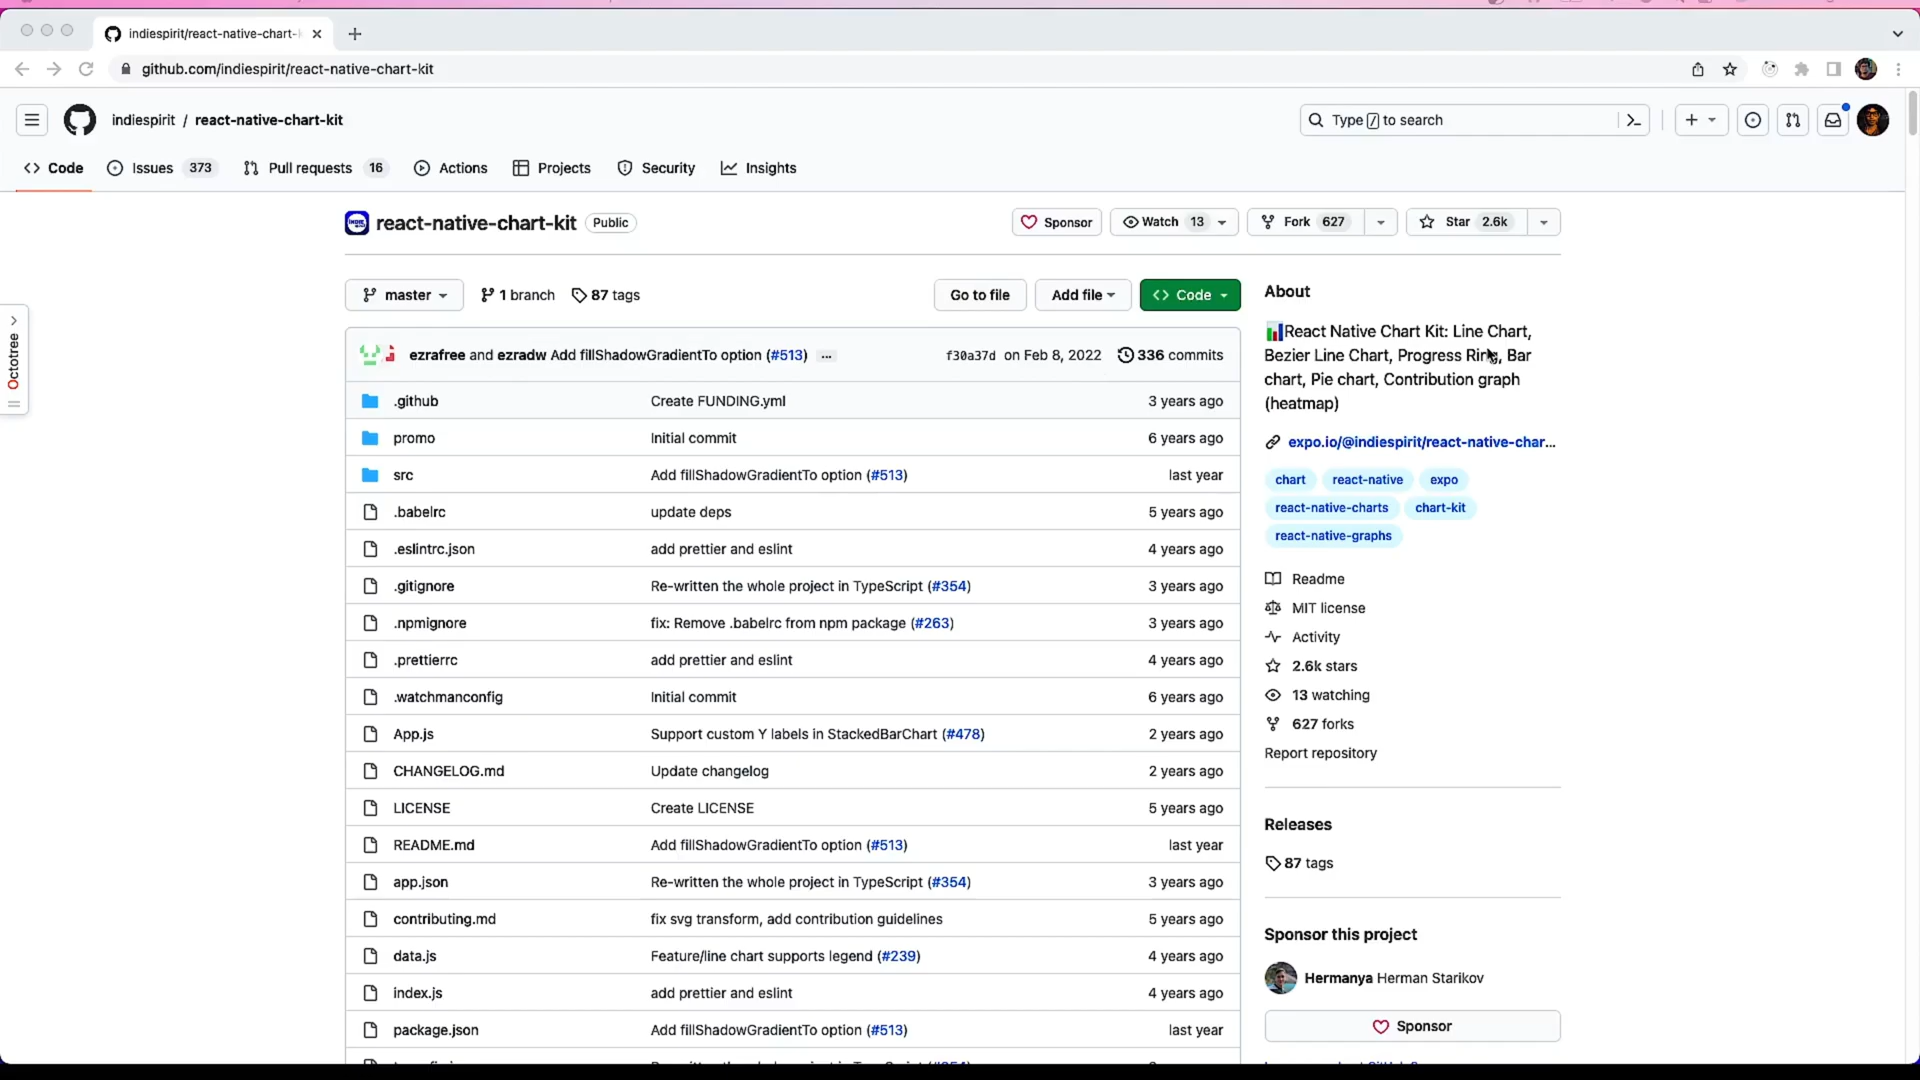 indiespirit/react-native-chart-
github.com/indiespirit/react-native-chart-kit
indiespirit / react-native-chart-kit
Type / to search
Code
Issues 373
Pull requests 16
Actions
Projects
Security
Insights
react-native-chart-kit Public
Sponsor
Watch 13
Fork 627
Star 2.6k
master
1 branch
87 tags
Go to file
Add file
Code
Octotree
ezrafree and ezradw Add fillShadowGradientTo option (#513) ... f30a37d on Feb 8, 2022 336 commits
.github Create FUNDING.yml 3 years ago
promo Initial commit 6 years ago
src Add fillShadowGradientTo option (#513) last year
.babelrc update deps 5 years ago
.eslintrc.json add prettier and eslint 4 years ago
.gitignore Re-written the whole project in TypeScript (#354) 3 years ago
.npmignore fix: Remove .babelrc from npm package (#263) 3 years ago
.prettierrc add prettier and eslint 4 years ago
.watchmanconfig Initial commit 6 years ago
App.js Support custom Y labels in StackedBarChart (#478) 2 years ago
CHANGELOG.md Update changelog 2 years ago
LICENSE Create LICENSE 5 years ago
README.md Add fillShadowGradientTo option (#513) last year
app.json Re-written the whole project in TypeScript (#354) 3 years ago
contributing.md fix svg transform, add contribution guidelines 5 years ago
data.js Feature/line chart supports legend (#239) 4 years ago
index.js add prettier and eslint 4 years ago
package.json Add fillShadowGradientTo option (#513) last year
About
React Native Chart Kit: Line Chart,
Bezier Line Chart, Progress Ring, Bar
chart, Pie chart, Contribution graph
(heatmap)
expo.io/@indiespirit/react-native-char...
chart react-native expo
react-native-charts chart-kit
react-native-graphs
Readme
MIT license
Activity
2.6k stars
13 watching
627 forks
Report repository
Releases
87 tags
Sponsor this project
Hermanya Herman Starikov
Sponsor